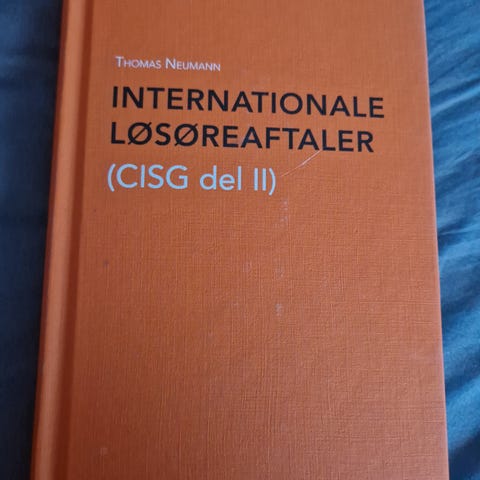 THOMAS NEUMANN
INTERNATIONALE
LØSØREAFTALER
(CISG del II)